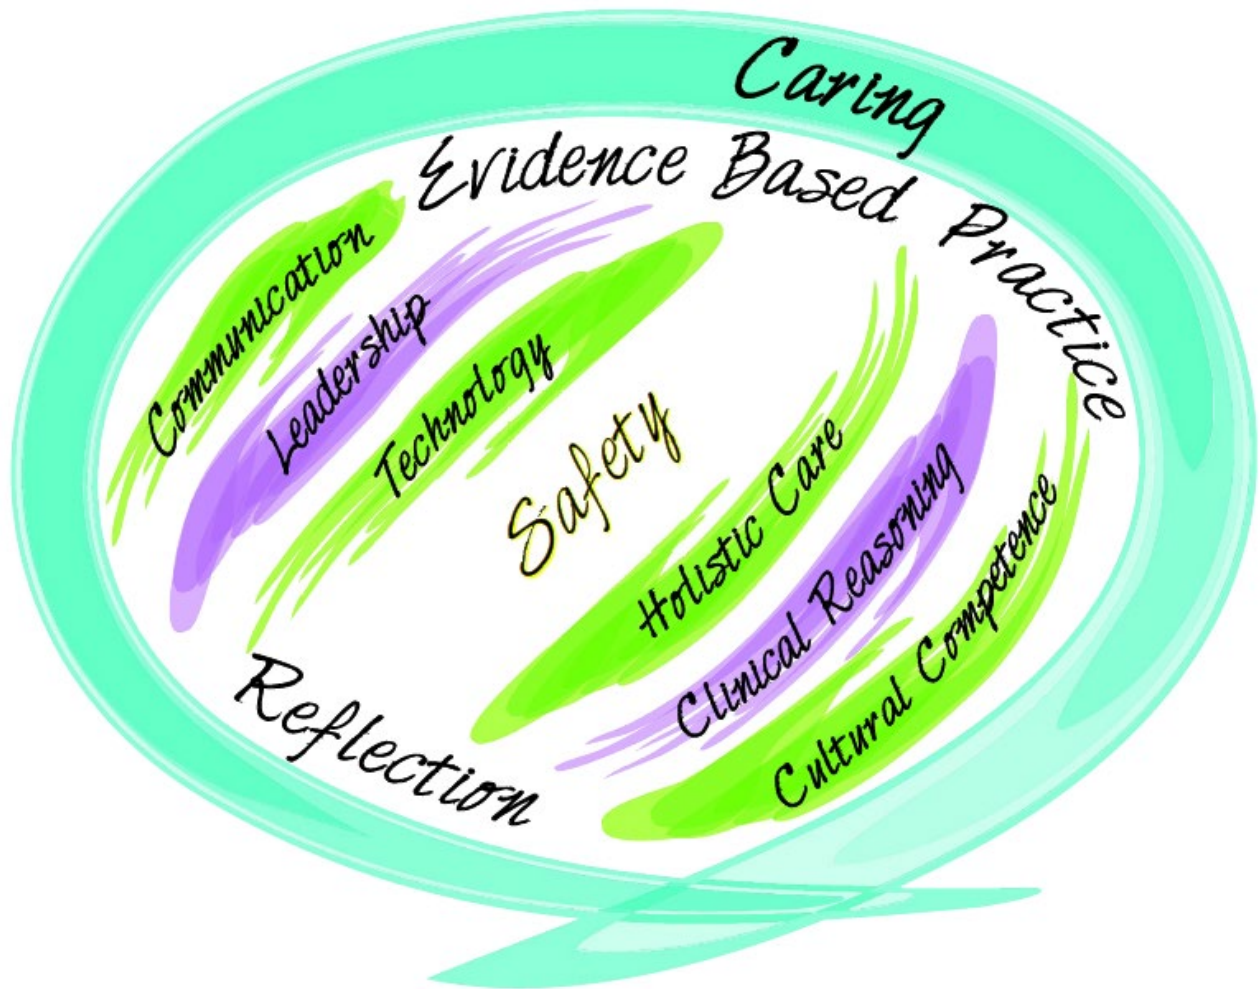 Caring
Evidence Based Practice
Communication
Leadership
Technology
Safety
Holistic Care
Clinical Reasoning
Cultural Competence
Reflection